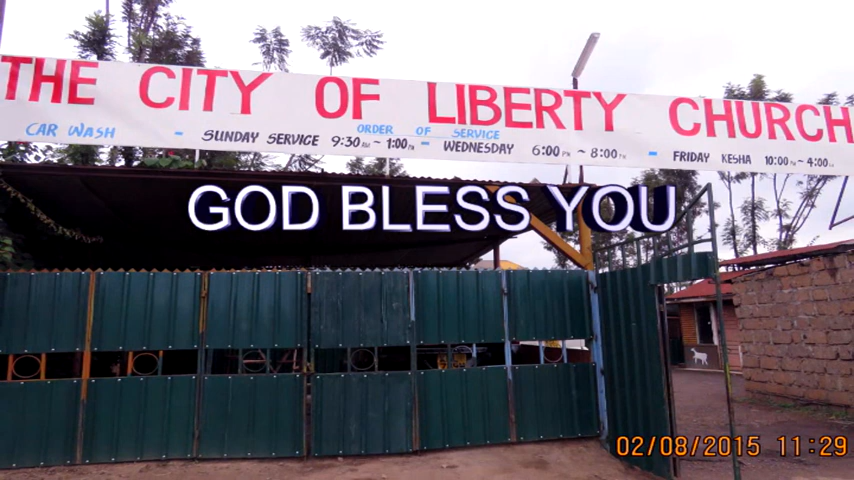 THE CITY OF LIBERTY CHURCH
ORDER OF SERVICE
CAR WASH - SUNDAY SERVICE 9:30AM ~ 1:00PM - WEDNESDAY 6:00PM ~ 8:00PM - FRIDAY KESHA 10:00PM ~ 4:00AM
GOD BLESS YOU
02/08/2015 11:29